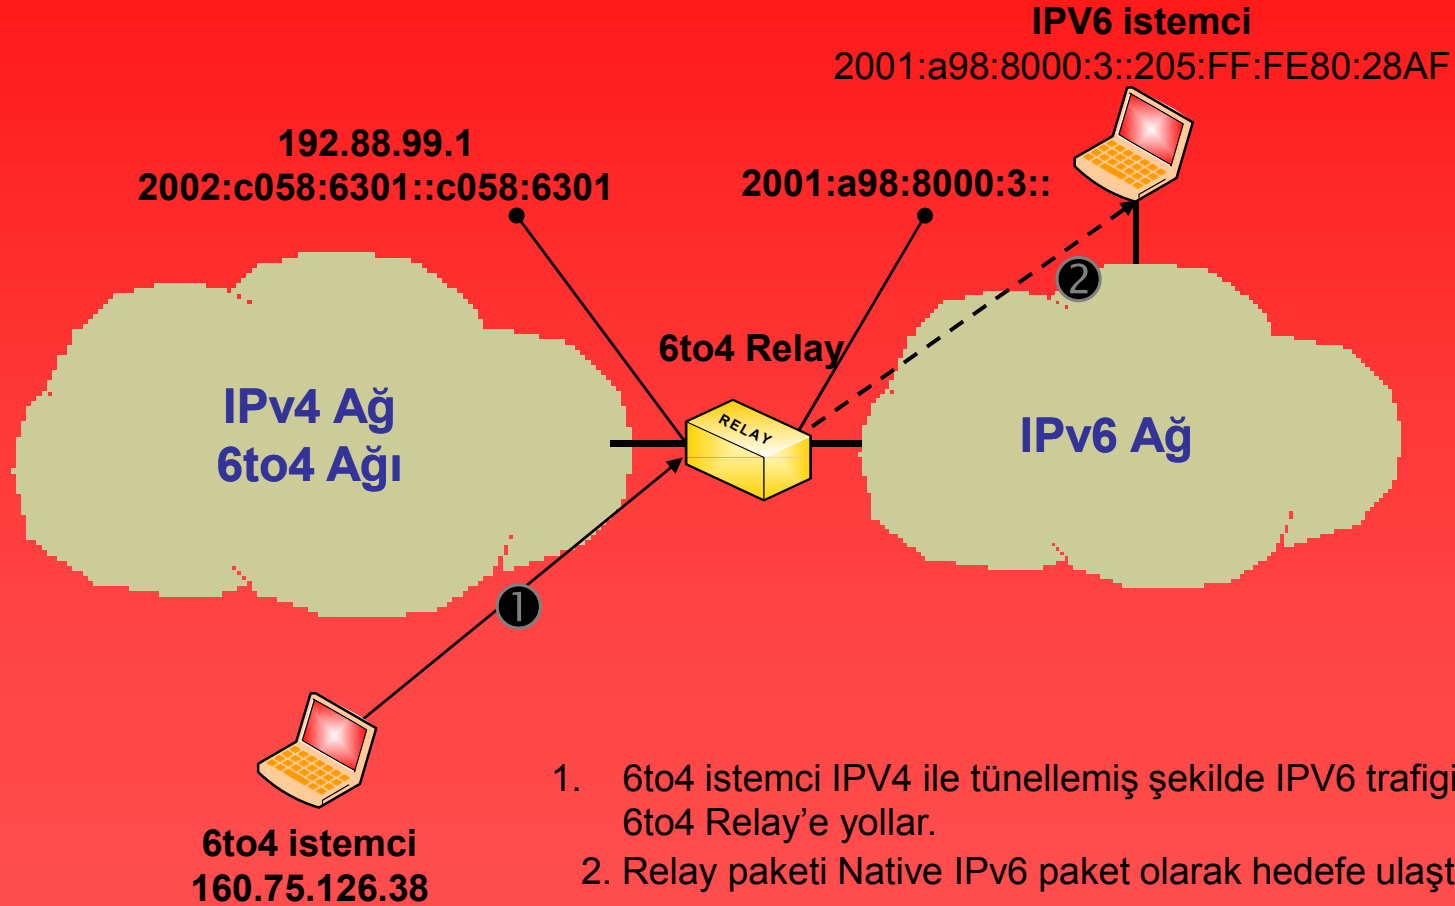 IPV6 istemci
2001:a98:8000:3::205:FF:FE80:28AF
192.88.99.1
2002:c058:6301::c058:6301
2001:a98:8000:3::
2
6to4 Relay
RELAY
IPv4 Ağ
6to4 Ağı
IPv6 Ağ
1
6to4 istemci
160.75.126.38
1. 6to4 istemci IPV4 ile tünellemiş şekilde IPV6 trafigi
6to4 Relay’e yollar.
2. Relay paketi Native IPv6 paket olarak hedefe ulaşt